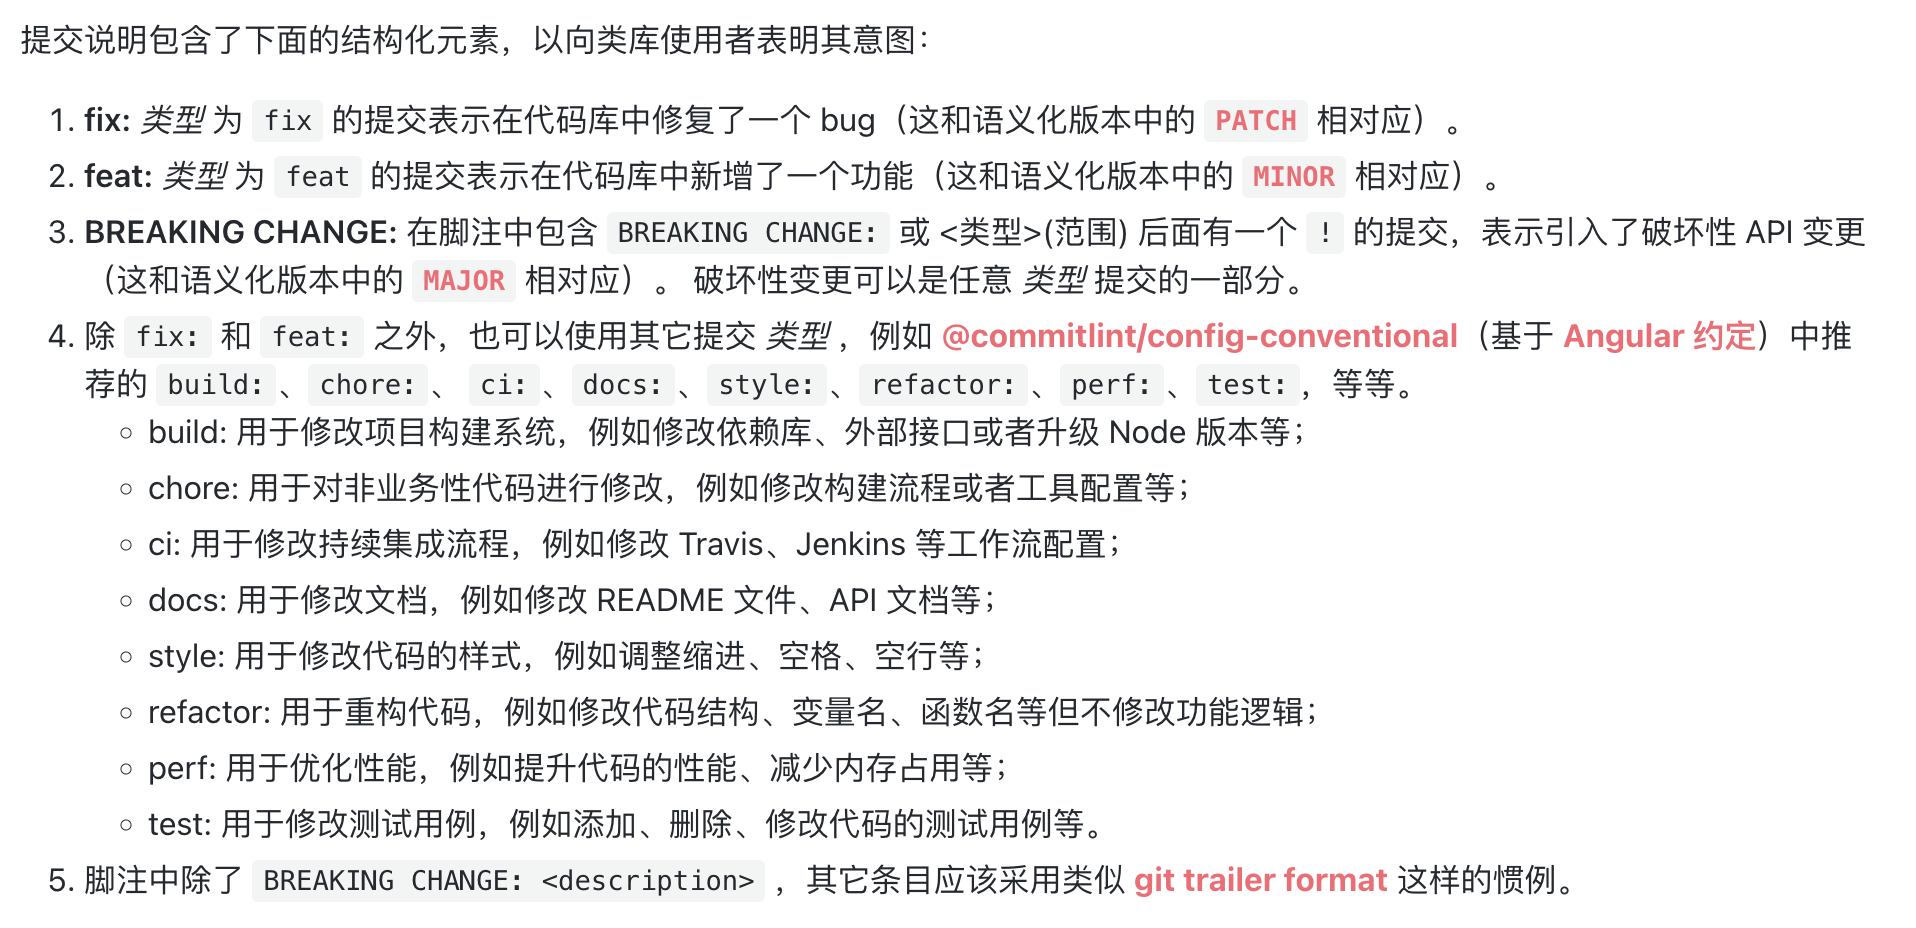 提交说明包含了下面的结构化元素，以向类库使用者表明其意图：
1. fix: 类型 为 fix 的提交表示在代码库中修复了一个 bug（这和语义化版本中的 PATCH 相对应）。
2. feat: 类型 为 feat 的提交表示在代码库中新增了一个功能（这和语义化版本中的 MINOR 相对应）。
3. BREAKING CHANGE: 在脚注中包含 BREAKING CHANGE: 或 <类型>(范围) 后面有一个 ! 的提交，表示引入了破坏性 API 变更
（这和语义化版本中的 MAJOR 相对应）。 破坏性变更可以是任意 类型 提交的一部分。
4. 除 fix: 和 feat: 之外，也可以使用其它提交 类型 ，例如 @commitlint/config-conventional（基于 Angular 约定）中推
荐的 build:、chore:、 ci:、docs:、style:、refactor:、perf:、test:，等等。
◦ build: 用于修改项目构建系统，例如修改依赖库、外部接口或者升级 Node 版本等；
◦ chore: 用于对非业务性代码进行修改，例如修改构建流程或者工具配置等；
◦ ci: 用于修改持续集成流程，例如修改 Travis、Jenkins 等工作流配置；
◦ docs: 用于修改文档，例如修改 README 文件、API 文档等；
◦ style: 用于修改代码的样式，例如调整缩进、空格、空行等；
◦ refactor: 用于重构代码，例如修改代码结构、变量名、函数名等但不修改功能逻辑；
◦ perf: 用于优化性能，例如提升代码的性能、减少内存占用等；
◦ test: 用于修改测试用例，例如添加、删除、修改代码的测试用例等。
5. 脚注中除了 BREAKING CHANGE: <description> ，其它条目应该采用类似 git trailer format 这样的惯例。